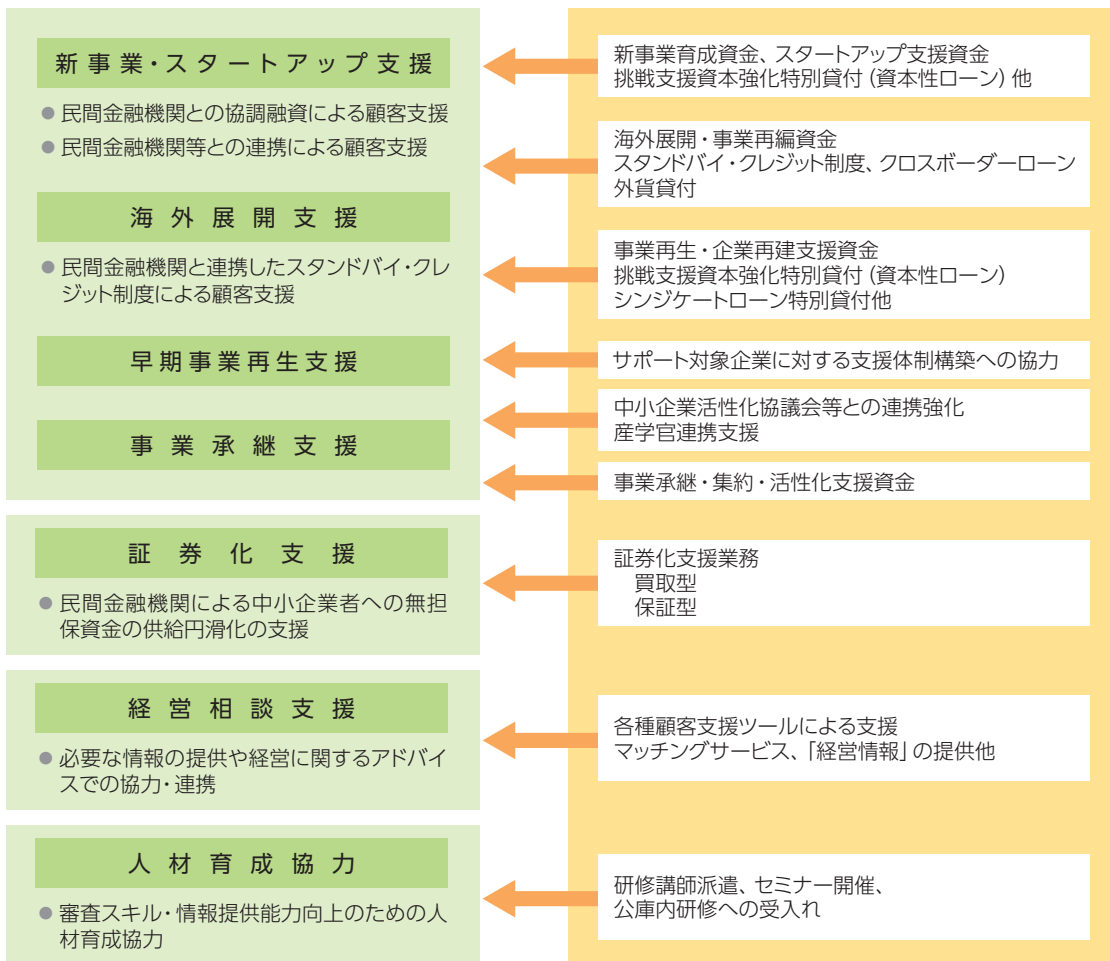 新事業・スタートアップ支援
● 民間金融機関との協調融資による顧客支援
● 民間金融機関等との連携による顧客支援
海外展開支援
● 民間金融機関と連携したスタンドバイ・クレ
ジット制度による顧客支援
早期事業再生支援
事業承継支援
証券化支援
● 民間金融機関による中小企業者への無担
保資金の供給円滑化の支援
経営相談支援
● 必要な情報の提供や経営に関するアドバイ
スでの協力・連携
人材育成協力
● 審査スキル・情報提供能力向上のための人
材育成協力
新事業育成資金、スタートアップ支援資金
挑戦支援資本強化特別貸付（資本性ローン）他
海外展開・事業再編資金
スタンドバイ・クレジット制度、クロスボーダーローン
外貨貸付
事業再生・企業再建支援資金
挑戦支援資本強化特別貸付（資本性ローン）
シンジケートローン特別貸付他
サポート対象企業に対する支援体制構築への協力
中小企業活性化協議会等との連携強化
産学官連携支援
事業承継・集約・活性化支援資金
証券化支援業務
買取型
保証型
各種顧客支援ツールによる支援
マッチングサービス、「経営情報」の提供他
研修講師派遣、セミナー開催、
公庫内研修への受入れ